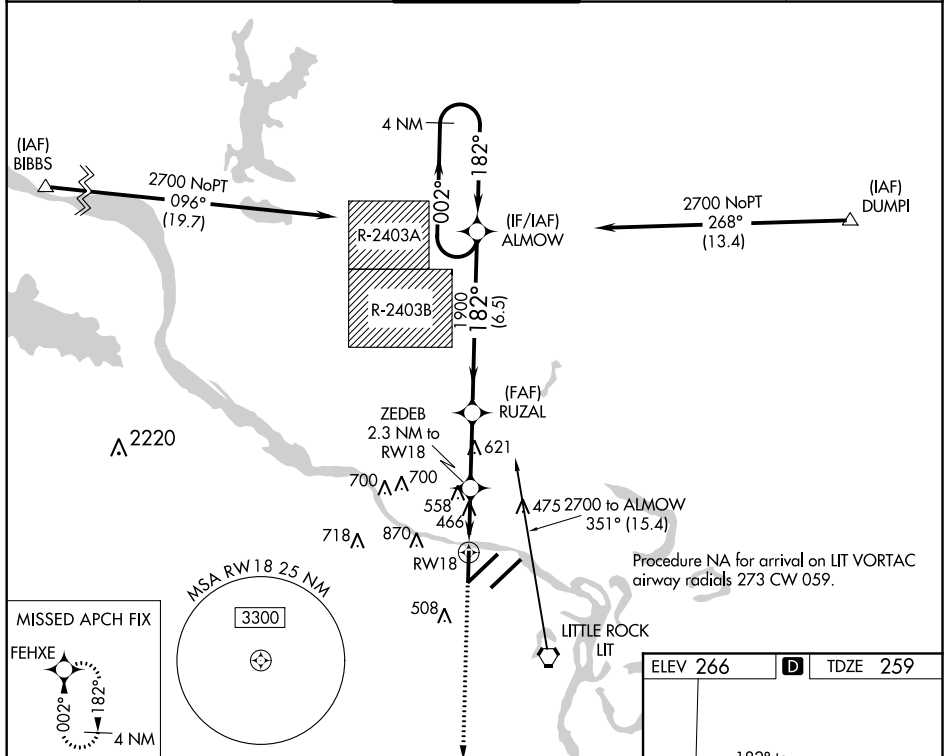 4 NM
182°
002°
(IAF)
BIBBS
2700 NoPT
096°
(19.7)
(IAF)
DUMPI
2700 NoPT
268°
(13.4)
(IF/IAF)
ALMOW
R-2403A
R-2403B
1900
182°
(6.5)
(FAF)
RUZAL
ZEDEB
2.3 NM to
RW18
621
2220
700
700
558
466
475
2700 to ALMOW
351° (15.4)
718
870
RW18
Procedure NA for arrival on LIT VORTAC
airway radials 273 CW 059.
MSA RW18 25 NM
3300
508
LITTLE ROCK
LIT
MISSED APCH FIX
FEHXE
002°
182°
4 NM
ELEV 266
D
TDZE 259